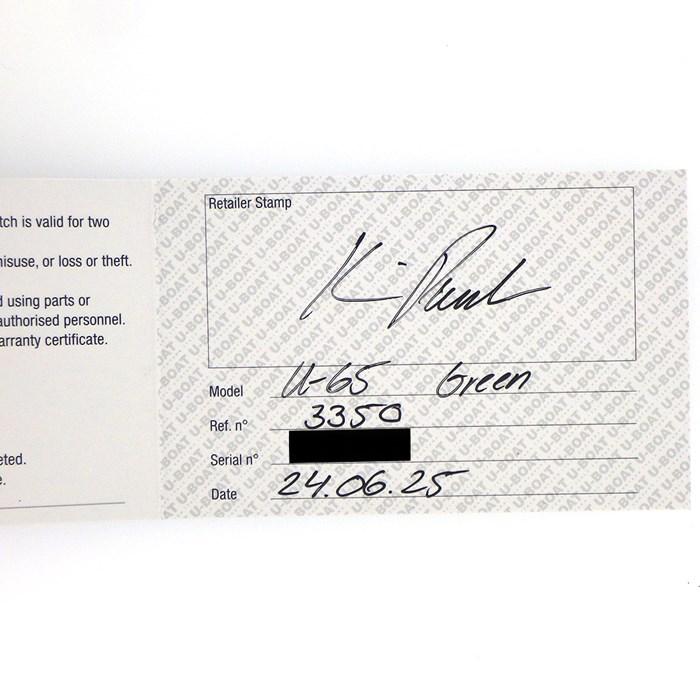 tch is valid for two
nisuse, or loss or theft.
d using parts or
authorised personnel.
arranty certificate.
eted.
e.
Retailer Stamp
Model U-65 Green
Ref. n° 3350
Serial n°
Date 24.06.25